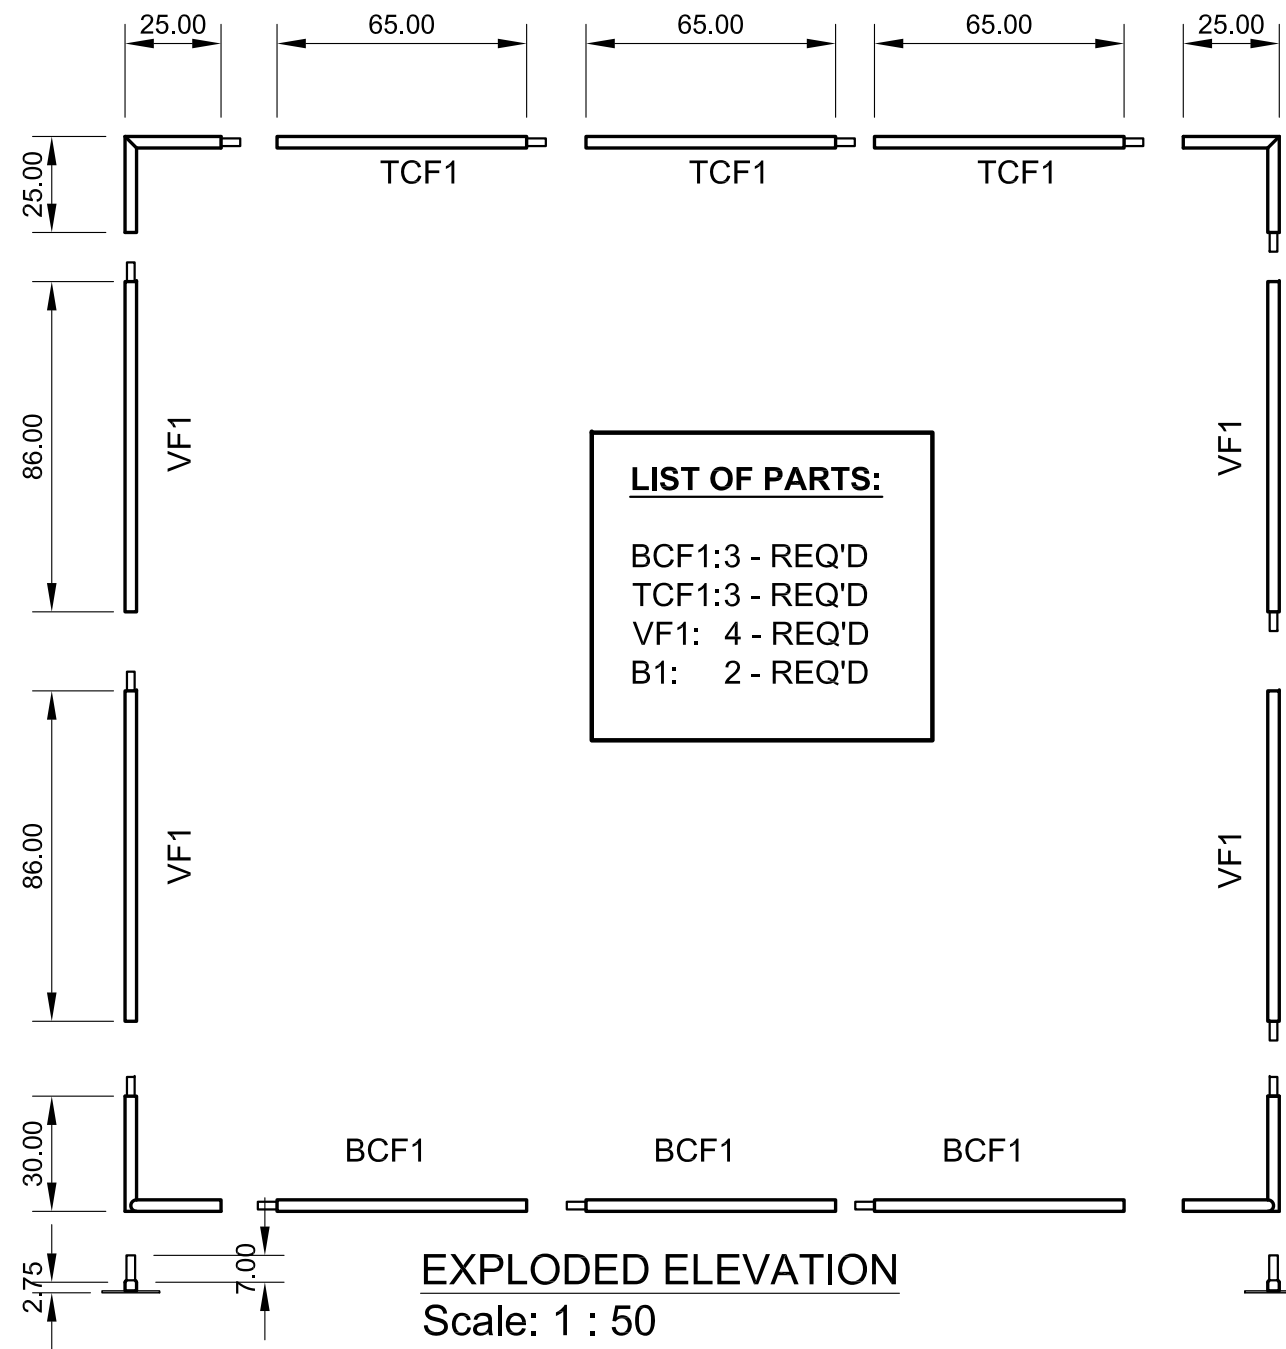 25.00 65.00 65.00 65.00 25.00
25.00
TCF1 TCF1 TCF1
86.00
VF1
VF1
LIST OF PARTS:
BCF1:3 - REQ'D
TCF1:3 - REQ'D
VF1: 4 - REQ'D
B1: 2 - REQ'D
86.00
VF1
VF1
30.00
BCF1 BCF1 BCF1
2.75
7.00
EXPLODED ELEVATION
Scale: 1 : 50